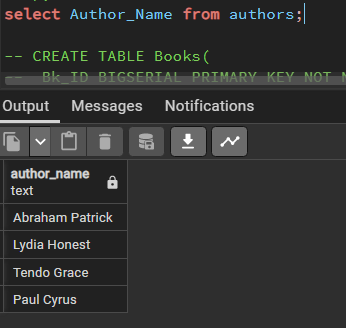 select Author_Name from authors;
-- CREATE TABLE Books(
-- Bk_ID BIGSERIAL PRIMARY KEY NOT
Output Messages Notifications
author_name
text
Abraham Patrick
Lydia Honest
Tendo Grace
Paul Cyrus